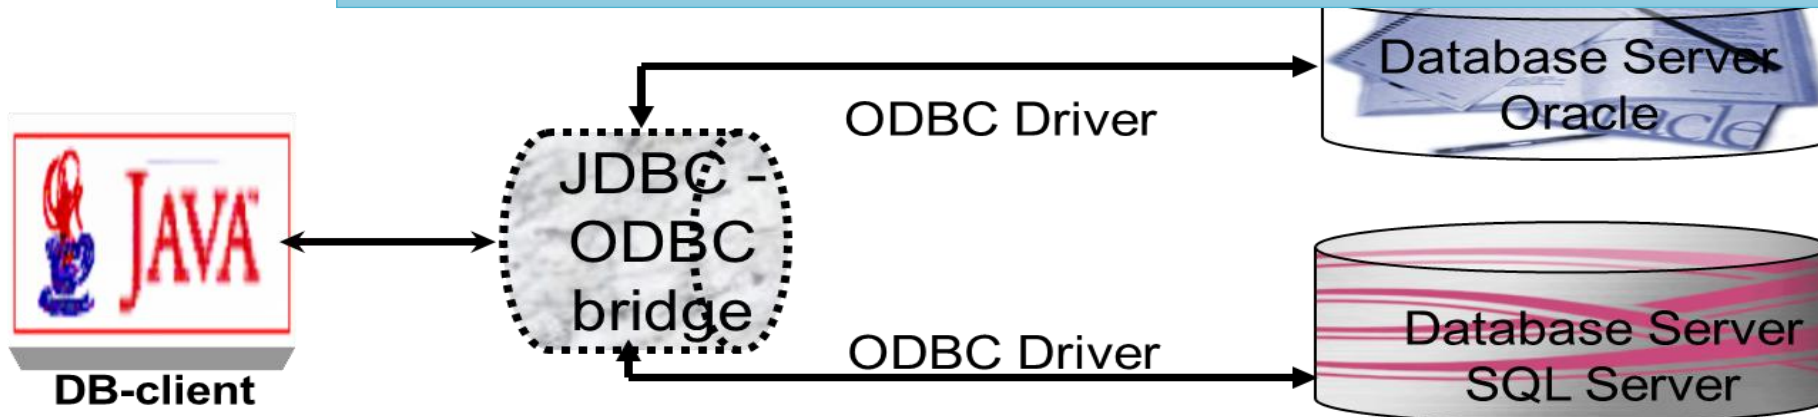 Database Server
Oracle
ODBC Driver
JDBC -
ODBC
bridge
JAVA
ODBC Driver
Database Server
SQL Server
DB-client